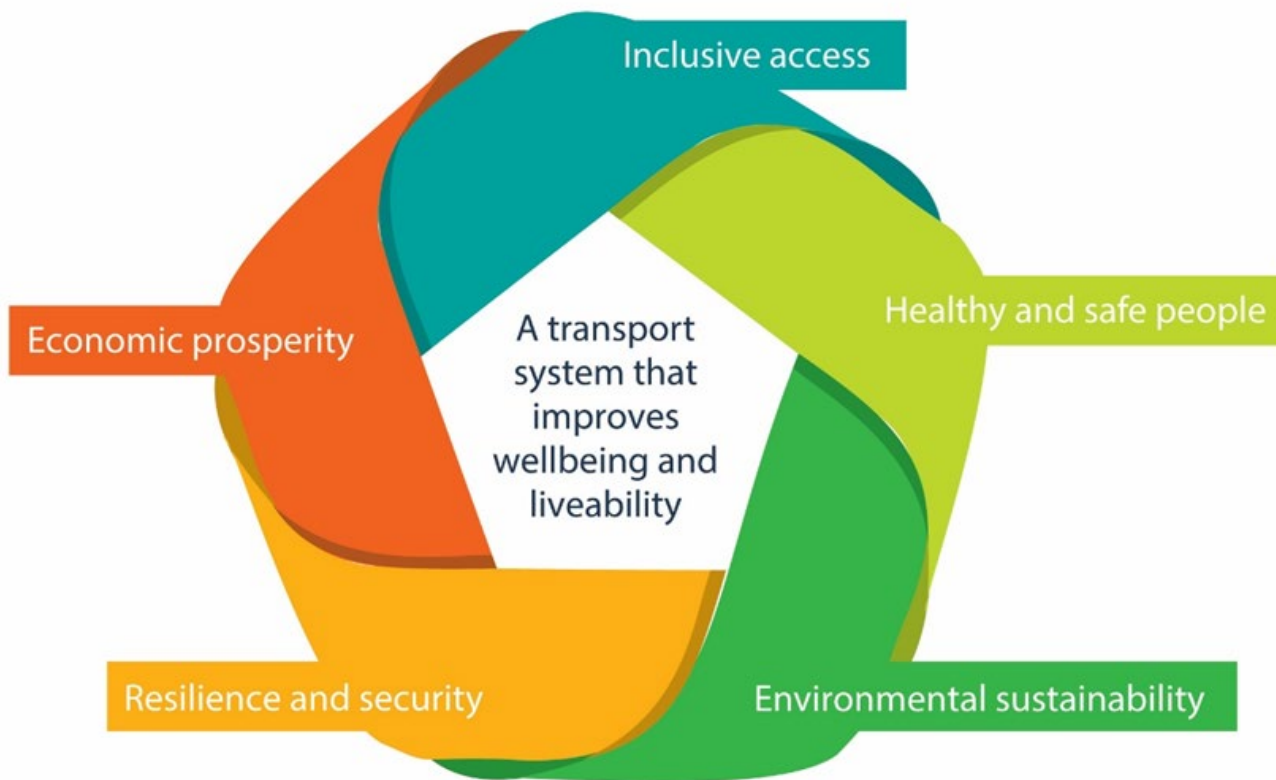 Inclusive access
Healthy and safe people
Economic prosperity
A transport
system that
improves
wellbeing and
liveability
Resilience and security
Environmental sustainability